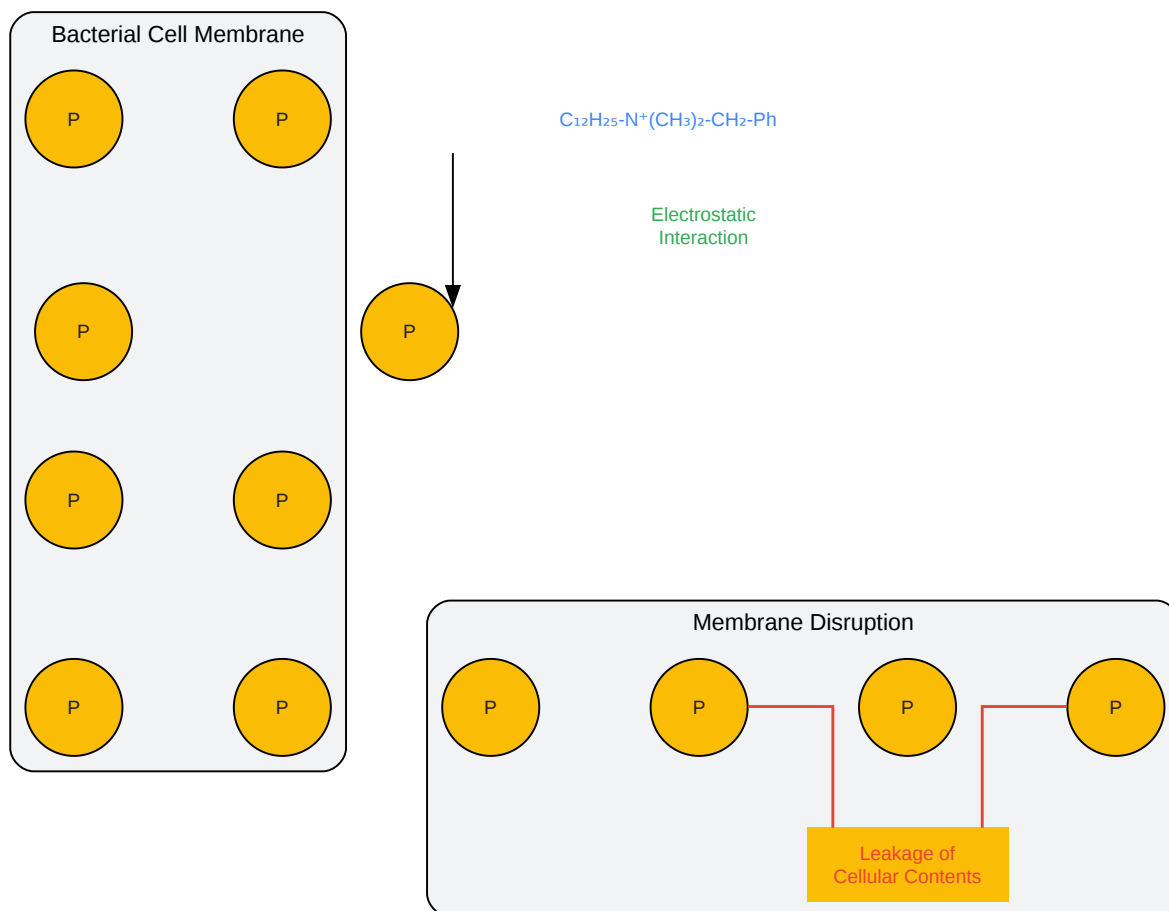 Bacterial Cell Membrane
P P
C₁₂H₂₅-N⁺(CH₃)₂-CH₂-Ph
Electrostatic
Interaction
P P
P P
Membrane Disruption
P P
P P P P
Leakage of
Cellular Contents